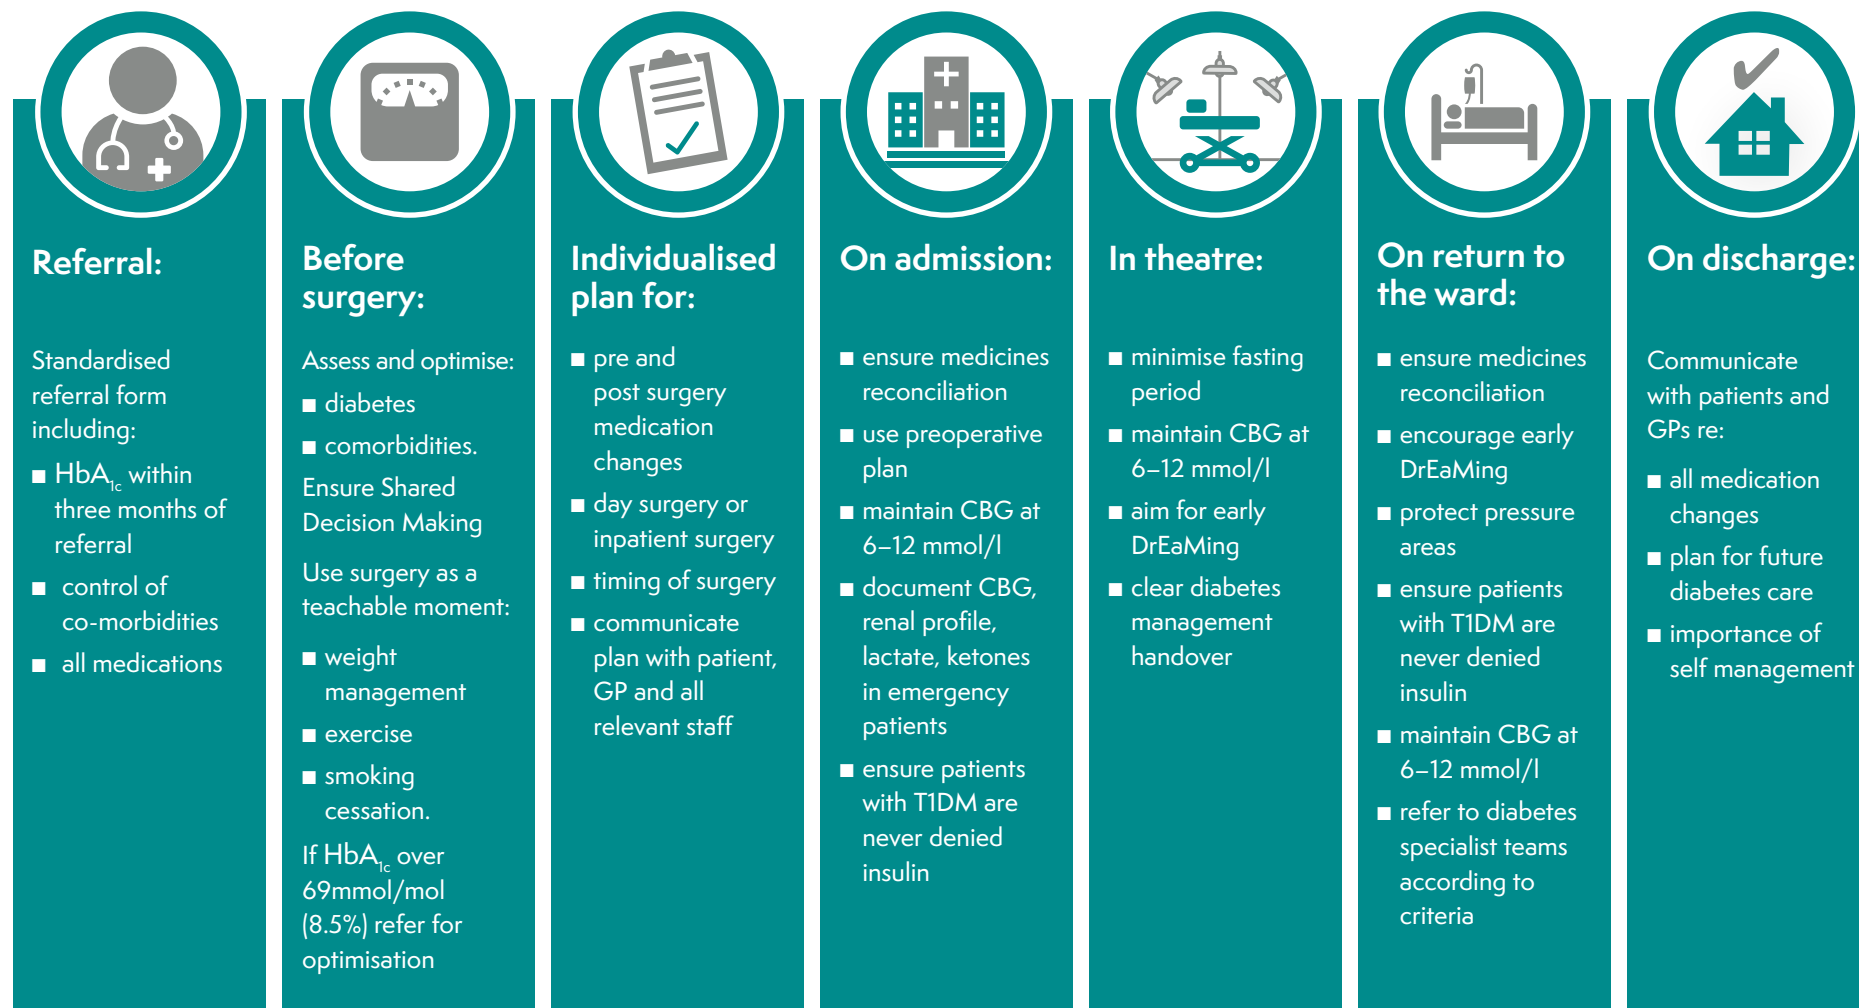 Referral:
Standardised
referral form
including:
■ HbA1c within
three months of
referral
■ control of
co-morbidities
■ all medications
Before
surgery:
Assess and optimise:
■ diabetes
■ comorbidities.
Ensure Shared
Decision Making
Use surgery as a
teachable moment:
■ weight
management
■ exercise
■ smoking
cessation.
If HbA1c over
69mmol/mol
(8.5%) refer for
optimisation
Individualised
plan for:
■ pre and
post surgery
medication
changes
■ day surgery or
inpatient surgery
■ timing of surgery
■ communicate
plan with patient,
GP and all
relevant staff
On admission:
■ ensure medicines
reconciliation
■ use preoperative
plan
■ maintain CBG at
6–12 mmol/l
■ document CBG,
renal profile,
lactate, ketones
in emergency
patients
■ ensure patients
with T1DM are
never denied
insulin
In theatre:
■ minimise fasting
period
■ maintain CBG at
6–12 mmol/l
■ aim for early
DrEaMing
■ clear diabetes
management
handover
On return to
the ward:
■ ensure medicines
reconciliation
■ encourage early
DrEaMing
■ protect pressure
areas
■ ensure patients
with T1DM are
never denied
insulin
■ maintain CBG at
6–12 mmol/l
■ refer to diabetes
specialist teams
according to
criteria
On discharge:
Communicate
with patients and
GPs re:
■ all medication
changes
■ plan for future
diabetes care
■ importance of
self management